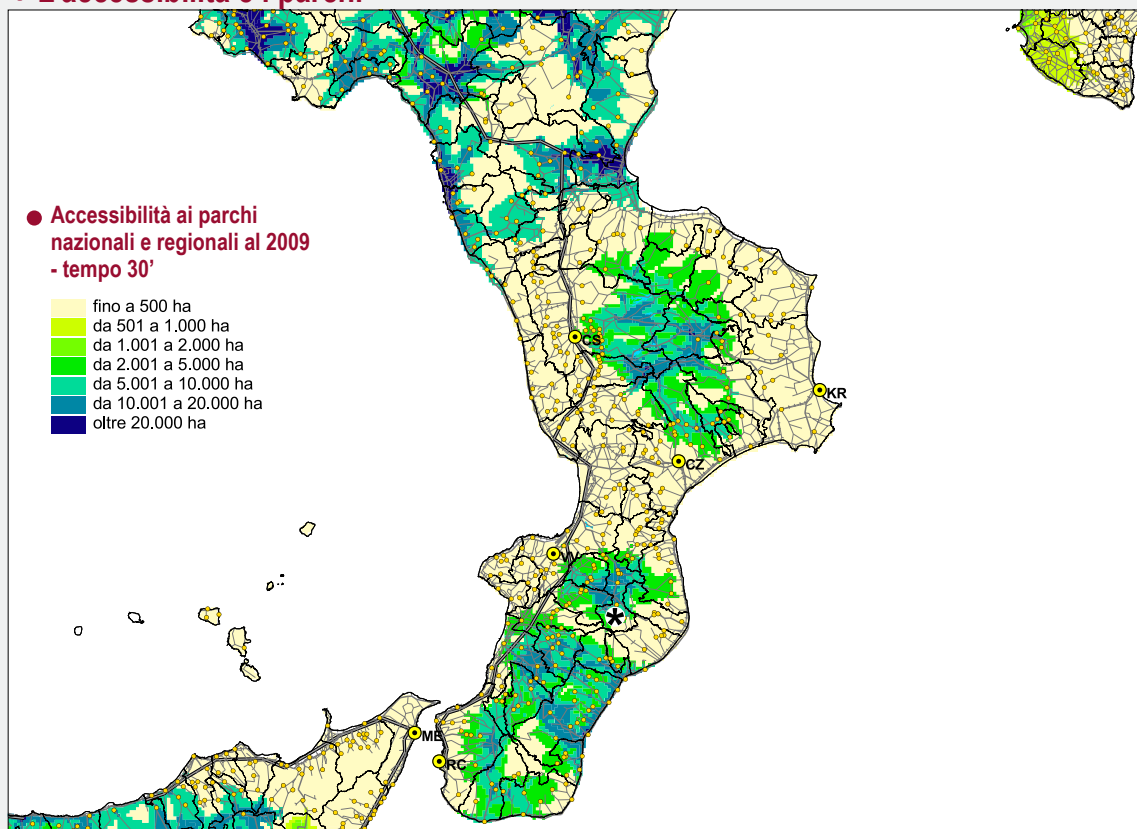 L'accessibilità e i parchi
Accessibilità ai parchi
nazionali e regionali al 2009
- tempo 30'
fino a 500 ha
da 501 a 1.000 ha
da 1.001 a 2.000 ha
da 2.001 a 5.000 ha
da 5.001 a 10.000 ha
da 10.001 a 20.000 ha
oltre 20.000 ha
CS
KR
CZ
VV
*
ME
RC